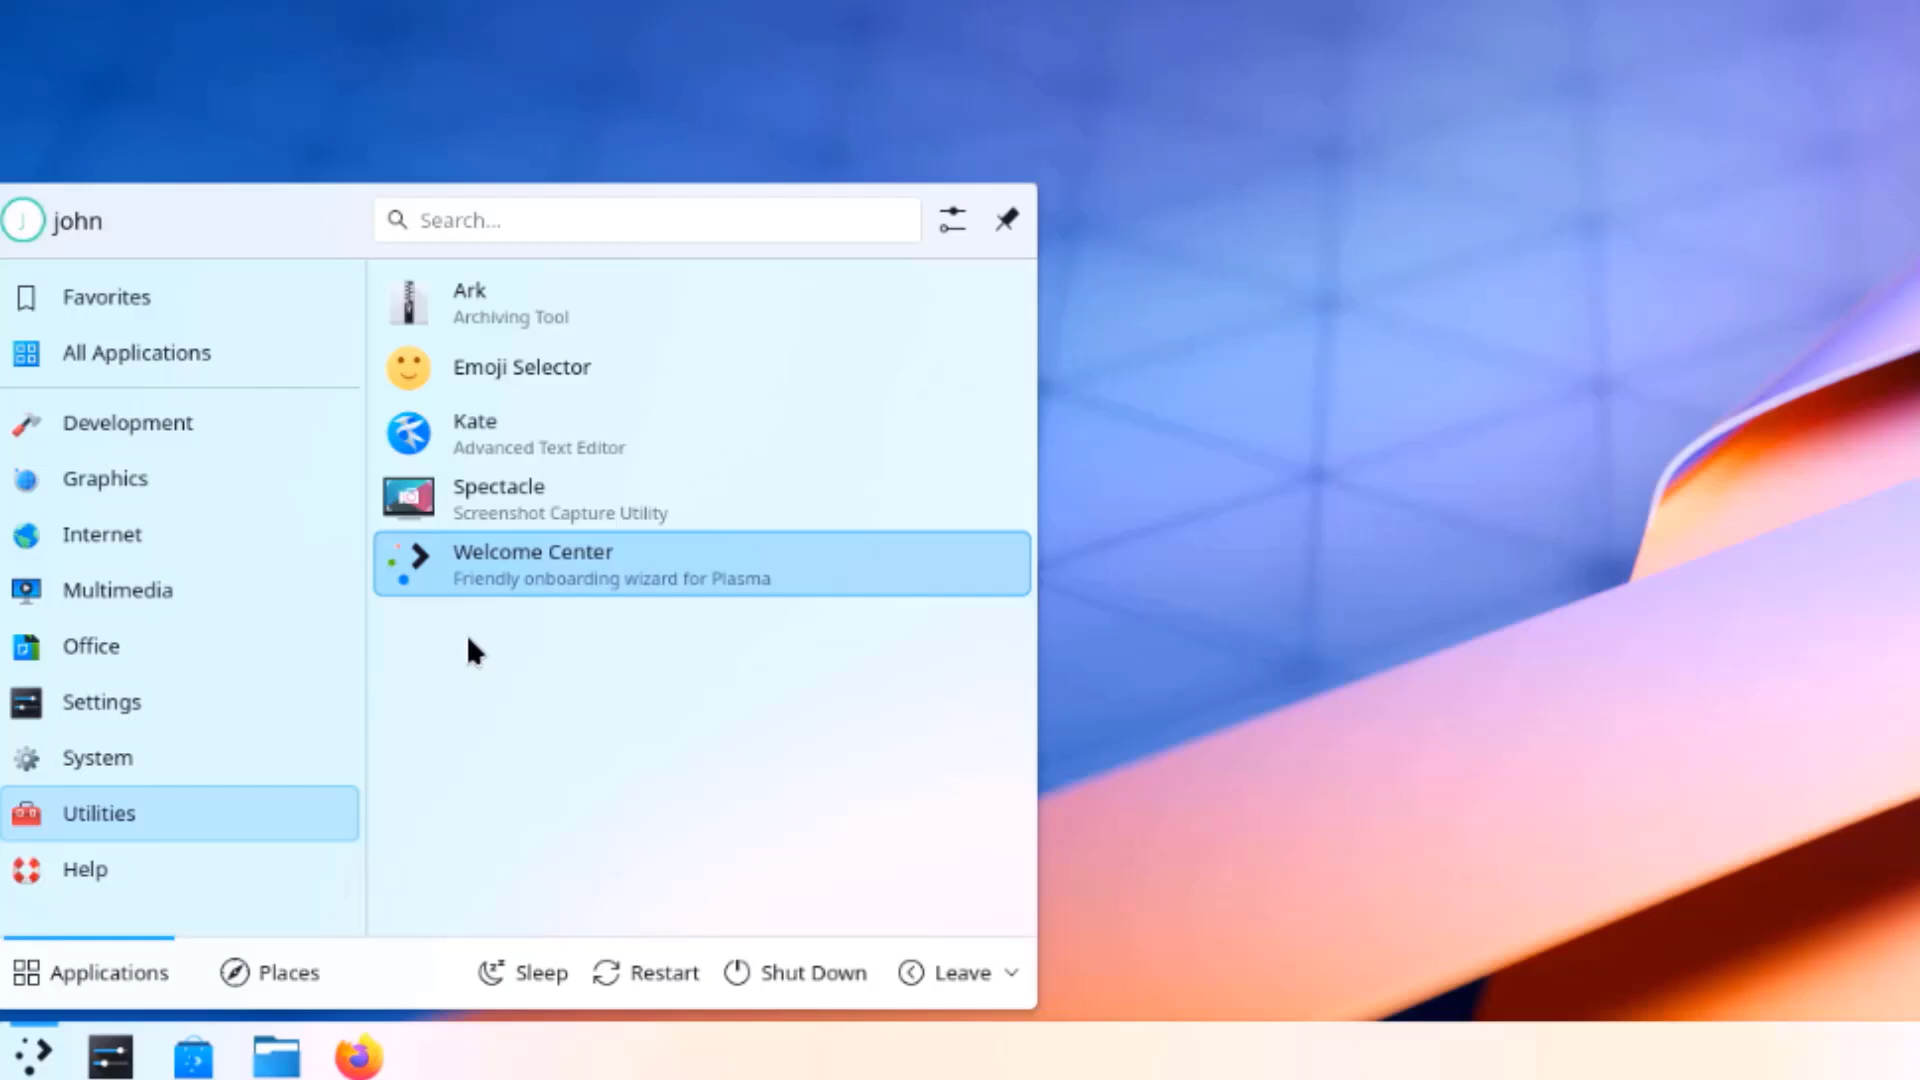 J john
Search...
Favorites
All Applications
Development
Graphics
Internet
Multimedia
Office
Settings
System
Utilities
Help
Ark
Archiving Tool
Emoji Selector
Kate
Advanced Text Editor
Spectacle
Screenshot Capture Utility
Welcome Center
Friendly onboarding wizard for Plasma
Applications
Places
Sleep
Restart
Shut Down
Leave